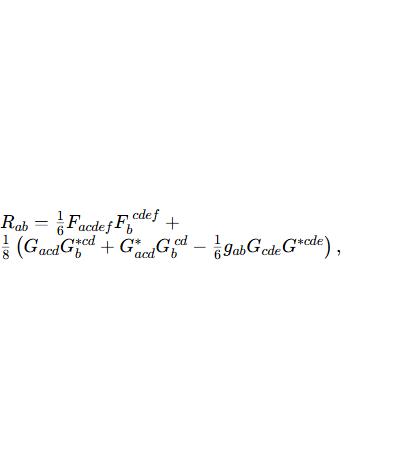 R_{ab} = \frac{1}{6} F_{acdef} F_b^{\,cdef} +
\frac{1}{8} \left( G_{acd} G_b^{*cd} + G^*_{acd} G_b^{\,cd} - \frac{1}{6} g_{ab} G_{cde} G^{*cde} \right),